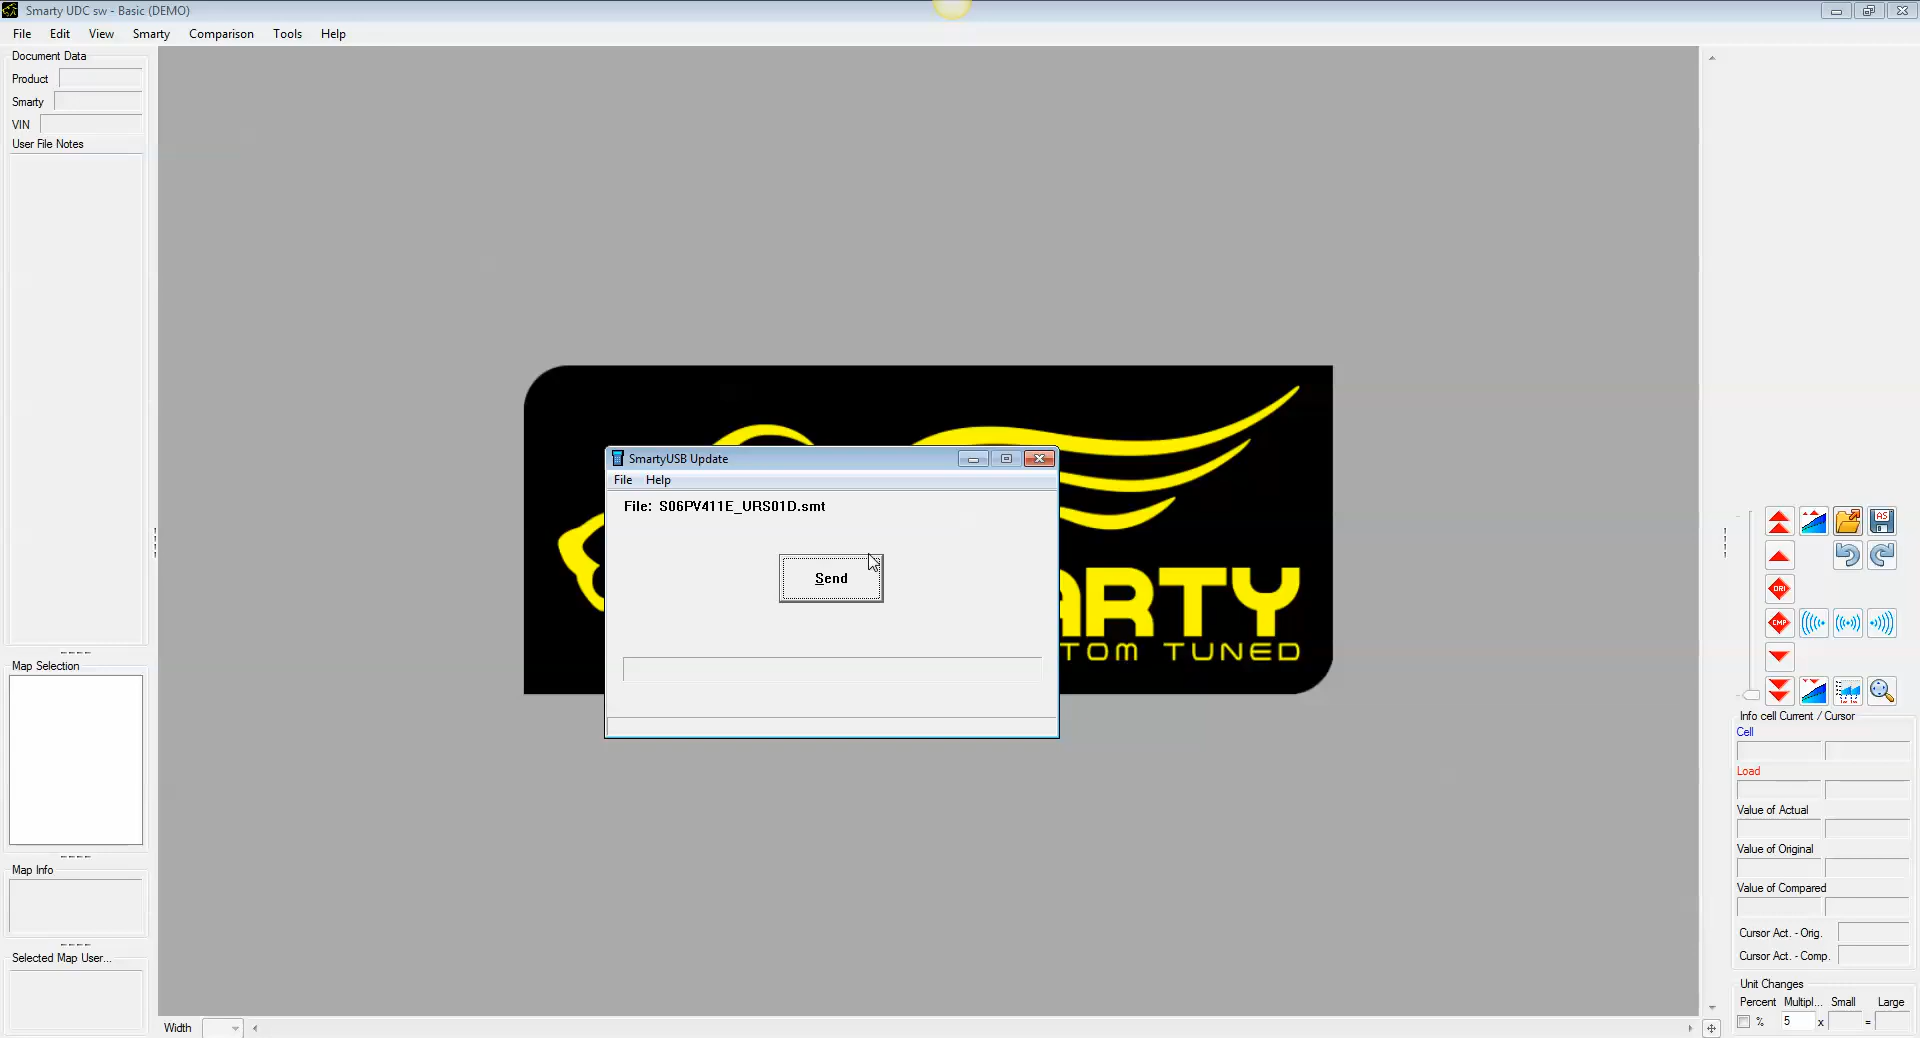 Smarty UDC sw - Basic (DEMO)
File Edit View Smarty Comparison Tools Help
Document Data
Product
Smarty
VIN
User File Notes
SmartyUSB Update
File Help
File: S06PV411E_URS01D.smt
Send
ARTY
TOM TUNED
AS
ORI
CMP
Map Selection
Map Info
Selected Map User...
Info cell Current / Cursor
Cell
Load
Value of Actual
Value of Original
Value of Compared
Cursor Act. - Orig.
Cursor Act. - Comp.
Unit Changes
Percent Multipl... Small Large
% 5 x =
Width